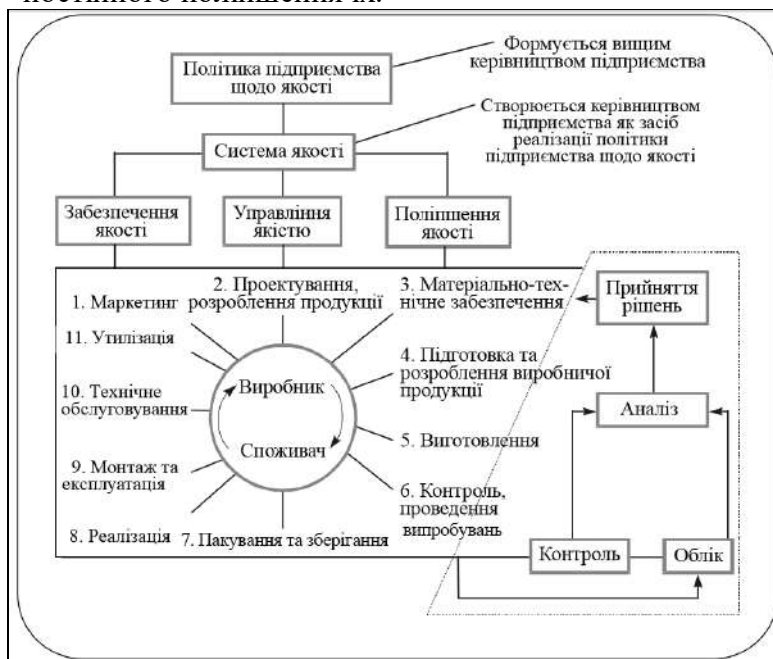 постійного поліпшення їх.
Політика підприємства
щодо якості
Формується вищим
керівництвом підприємства
Система якості
Створюється керівництвом
підприємства як засіб
реалізації політики
підприємства щодо якості
Забезпечення
якості
Управління
якістю
Поліпшення
якості
1. Маркетинг
2. Проектування,
розроблення продукції
3. Матеріально-тех-
нічне забезпечення
Прийняття
рішень
11. Утилізація
4. Підготовка та
розроблення виробничої
продукції
10. Технічне
обслуговування
Виробник
Споживач
Аналіз
5. Виготовлення
9. Монтаж та
експлуатація
6. Контроль,
проведення
випробувань
8. Реалізація
7. Пакування та зберігання
Контроль
Облік